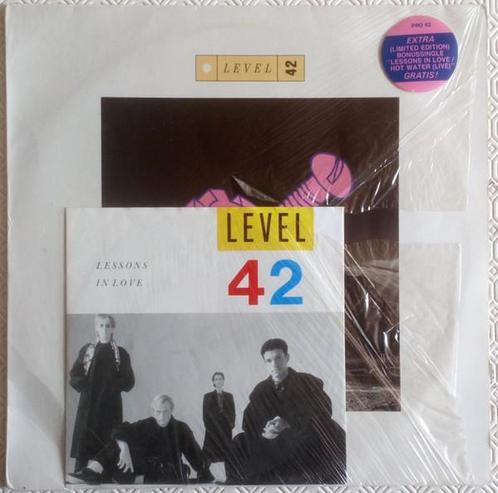 LEVEL 42
PRO 42
EXTRA
(LIMITED EDITION)
BONUSSINGLE
"LESSONS IN LOVE /
HOT WATER (LIVE)"
GRATIS!
LEVEL
42
LESSONS
IN LOVE